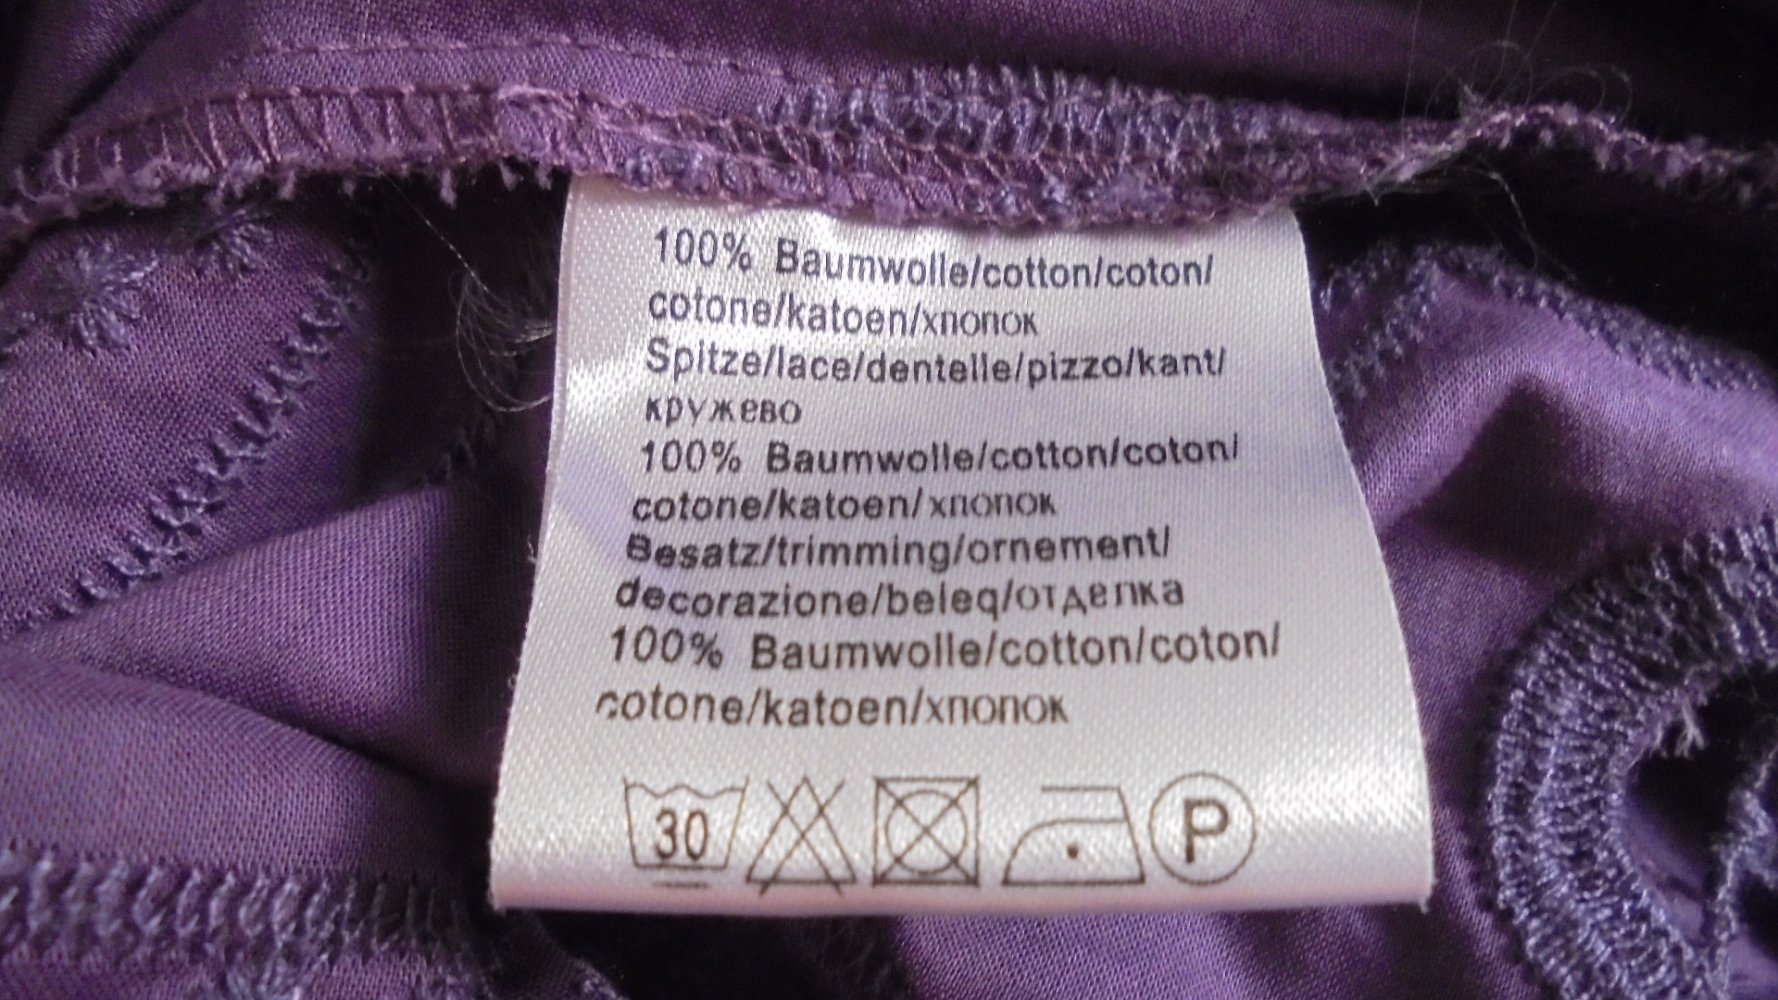 100% Baumwolle/cotton/coton/
cotone/katoen/хлопок
Spitze/lace/dentelle/pizzo/kant/
кружево
100% Baumwolle/cotton/coton/
cotone/katoen/хлопок
Besatz/trimming/ornement/
decorazione/beleq/отделка
100% Baumwolle/cotton/coton/
cotone/katoen/хлопок
30 P